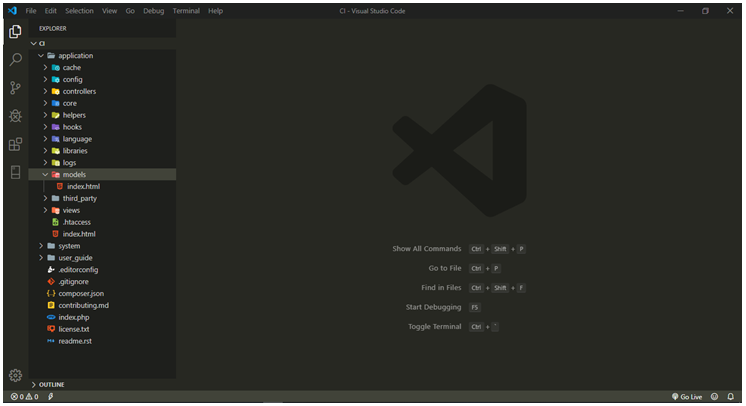 File Edit Selection View Go Debug Terminal Help
CI - Visual Studio Code
EXPLORER
CI
application
cache
config
controllers
core
helpers
hooks
language
libraries
logs
models
index.html
third_party
views
.htaccess
index.html
system
user_guide
.editorconfig
.gitignore
composer.json
contributing.md
index.php
license.txt
readme.rst
OUTLINE
Show All Commands Ctrl + Shift + P
Go to File Ctrl + P
Find in Files Ctrl + Shift + F
Start Debugging F5
Toggle Terminal Ctrl + `
0 0
Go Live